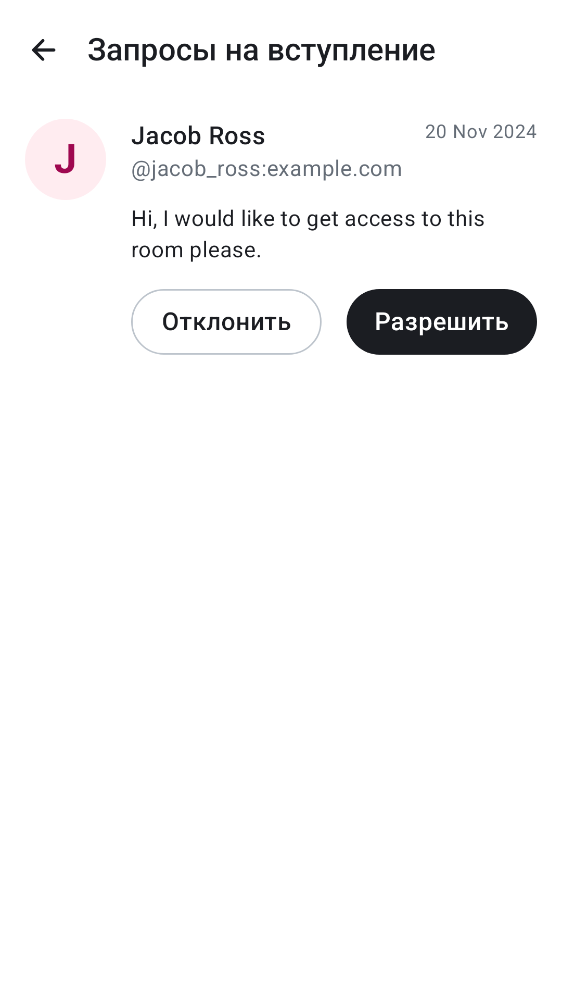 Запросы на вступление
J
Jacob Ross
20 Nov 2024
@jacob_ross:example.com
Hi, I would like to get access to this
room please.
Отклонить
Разрешить